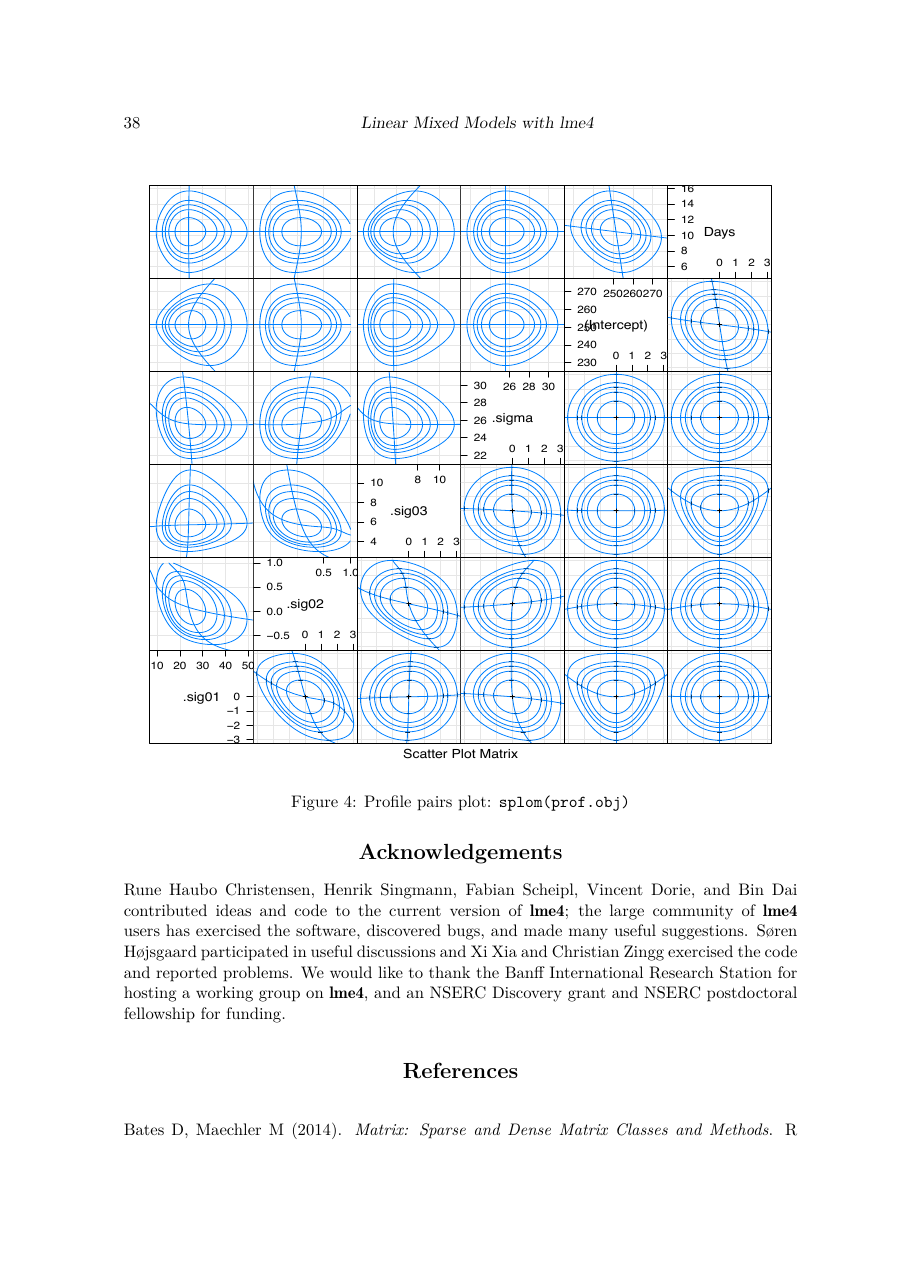 38
Linear Mixed Models with lme4
16
14
12
10 Days
8
6 0 1 2 3
270 250260270
260
250 (Intercept)
240
230 0 1 2 3
30 26 28 30
28
26 .sigma
24
22 0 1 2 3
10 8 10
8
6 .sig03
4 0 1 2 3
1.0 0.5 1.0
0.5
0.0 .sig02
−0.5 0 1 2 3
10 20 30 40 50
.sig01 0
−1
−2
−3
Scatter Plot Matrix
Figure 4: Profile pairs plot: splom(prof.obj)
Acknowledgements
Rune Haubo Christensen, Henrik Singmann, Fabian Scheipl, Vincent Dorie, and Bin Dai
contributed ideas and code to the current version of lme4; the large community of lme4
users has exercised the software, discovered bugs, and made many useful suggestions. Søren
Højsgaard participated in useful discussions and Xi Xia and Christian Zingg exercised the code
and reported problems. We would like to thank the Banff International Research Station for
hosting a working group on lme4, and an NSERC Discovery grant and NSERC postdoctoral
fellowship for funding.
References
Bates D, Maechler M (2014). Matrix: Sparse and Dense Matrix Classes and Methods. R